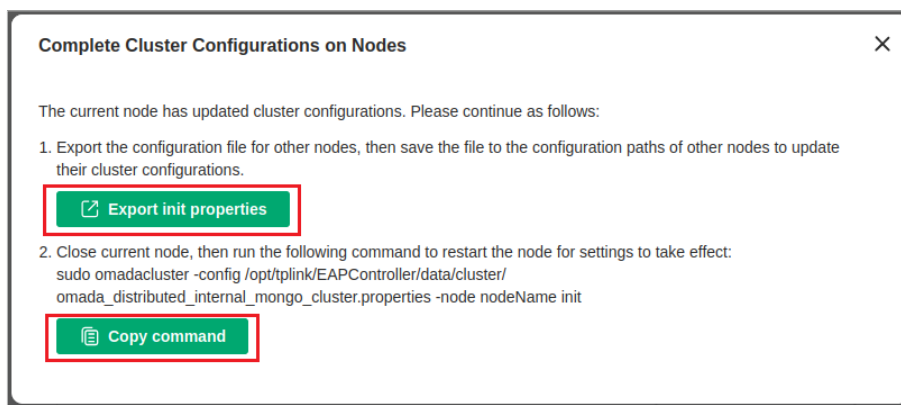 Complete Cluster Configurations on Nodes
The current node has updated cluster configurations. Please continue as follows:
1. Export the configuration file for other nodes, then save the file to the configuration paths of other nodes to update
their cluster configurations.
Export init properties
2. Close current node, then run the following command to restart the node for settings to take effect:
sudo omadacluster -config /opt/tplink/EAPController/data/cluster/
omada_distributed_internal_mongo_cluster.properties -node nodeName init
Copy command